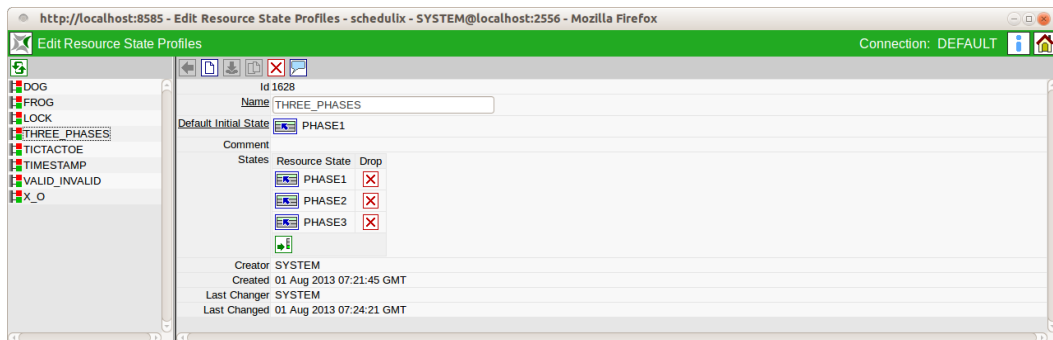 http://localhost:8585 - Edit Resource State Profiles - schedulix - SYSTEM@localhost:2556 - Mozilla Firefox
Edit Resource State Profiles
Connection: DEFAULT
DOG
FROG
LOCK
THREE_PHASES
TICTACTOE
TIMESTAMP
VALID_INVALID
X_O
Id 1628
Name THREE_PHASES
Default Initial State PHASE1
Comment
States Resource State Drop
PHASE1
PHASE2
PHASE3
Creator SYSTEM
Created 01 Aug 2013 07:21:45 GMT
Last Changer SYSTEM
Last Changed 01 Aug 2013 07:24:21 GMT